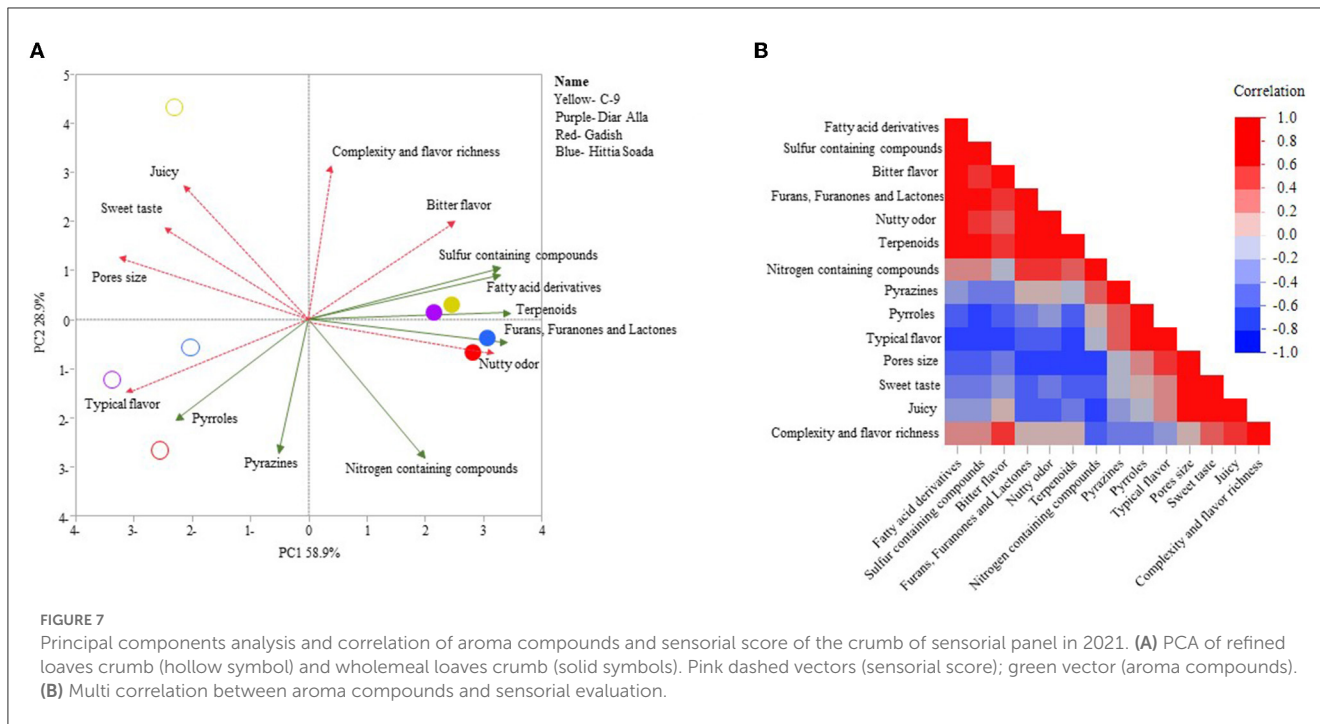 A
B
Name
Yellow- C-9
Purple- Diar Alla
Red- Gadish
Blue- Hittia Soada
5
4
3
2
1
0
1-
2-
3-
4-
PC2 28.9%
4-
3-
2-
1-
0
1
2
3
4
PC1 58.9%
Complexity and flavor richness
Juicy
Bitter flavor
Sweet taste
Sulfur containing compounds
Pores size
Fatty acid derivatives
Terpenoids
Furans, Furanones and Lactones
Nutty odor
Typical flavor
Pyrroles
Pyrazines
Nitrogen containing compounds
Correlation
1.0
0.8
0.6
0.4
0.2
0.0
-0.2
-0.4
-0.6
-0.8
-1.0
Fatty acid derivatives
Sulfur containing compounds
Bitter flavor
Furans, Furanones and Lactones
Nutty odor
Terpenoids
Nitrogen containing compounds
Pyrazines
Pyrroles
Typical flavor
Pores size
Sweet taste
Juicy
Complexity and flavor richness
Fatty acid derivatives
Sulfur containing compounds
Bitter flavor
Furans, Furanones and Lactones
Nutty odor
Terpenoids
Nitrogen containing compounds
Pyrazines
Pyrroles
Typical flavor
Pores size
Sweet taste
Juicy
Complexity and flavor richness
FIGURE 7
Principal components analysis and correlation of aroma compounds and sensorial score of the crumb of sensorial panel in 2021. (A) PCA of refined
loaves crumb (hollow symbol) and wholemeal loaves crumb (solid symbols). Pink dashed vectors (sensorial score); green vector (aroma compounds).
(B) Multi correlation between aroma compounds and sensorial evaluation.